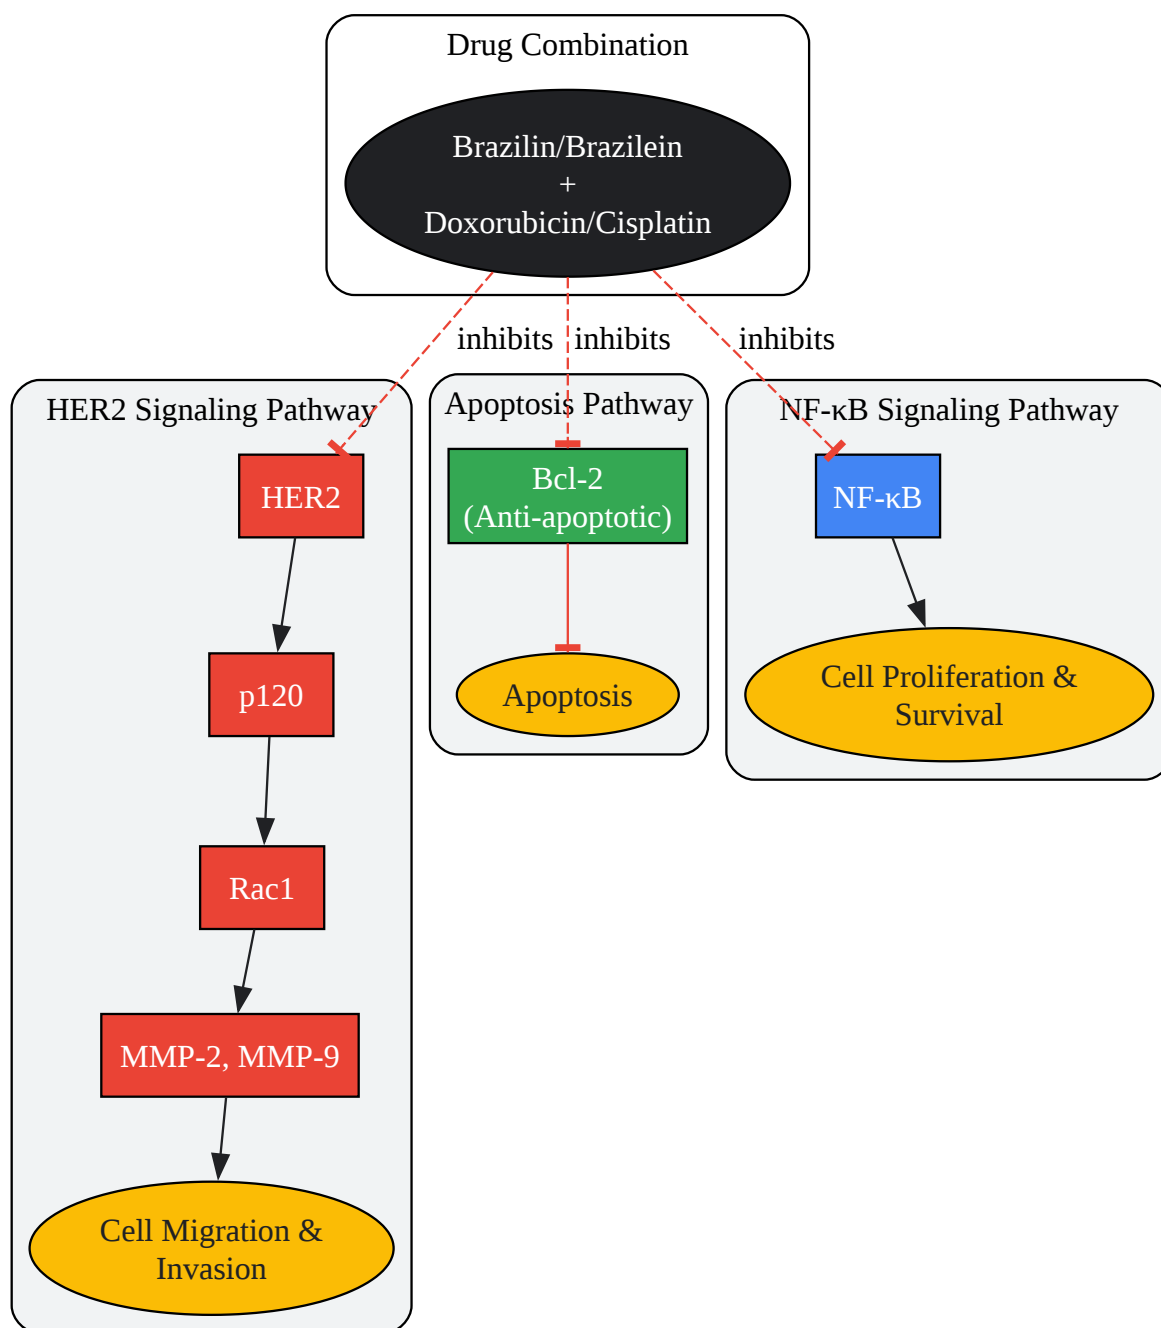 Drug Combination
Brazilin/Brazilein
+
Doxorubicin/Cisplatin
inhibits
inhibits
inhibits
HER2 Signaling Pathway
HER2
p120
Rac1
MMP-2, MMP-9
Cell Migration &
Invasion
Apoptosis Pathway
Bcl-2
(Anti-apoptotic)
Apoptosis
NF-κB Signaling Pathway
NF-κB
Cell Proliferation &
Survival